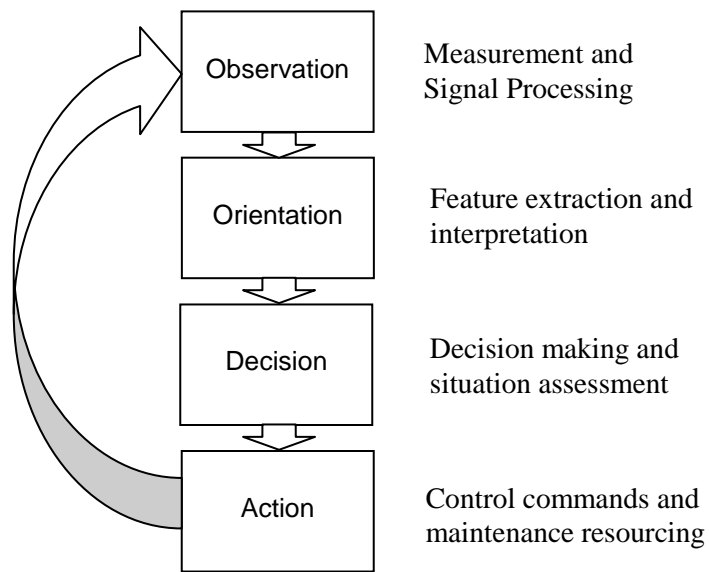 Observation
Measurement and
Signal Processing
Orientation
Feature extraction and
interpretation
Decision
Decision making and
situation assessment
Action
Control commands and
maintenance resourcing